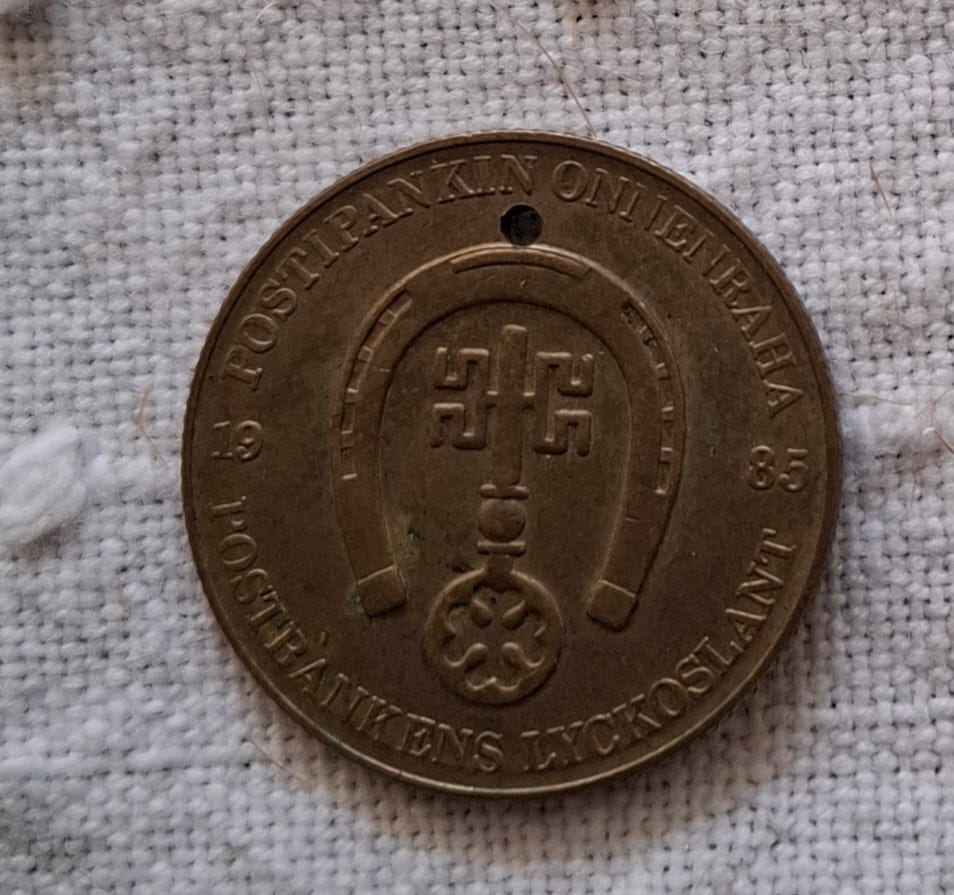 POSTIPANKIN ONNENRAHA
19 85
POSTBANKENS LYCKOSLANT